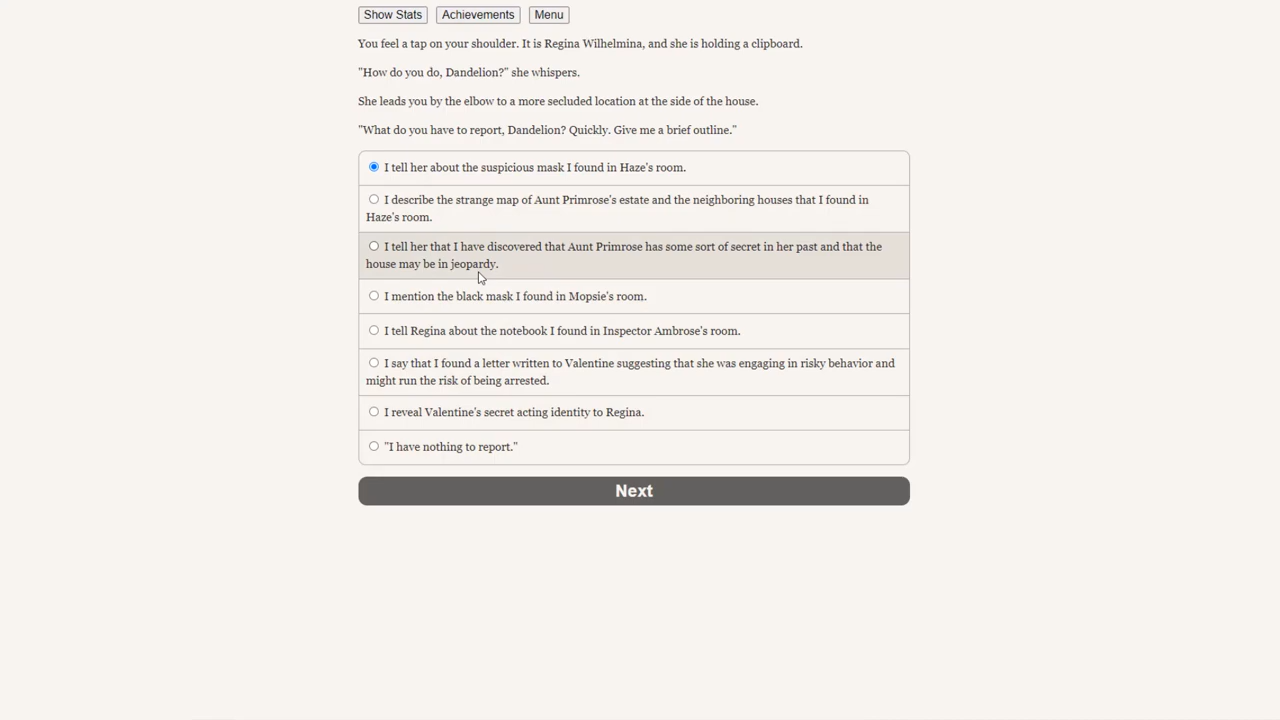 Show Stats
Achievements
Menu
You feel a tap on your shoulder. It is Regina Wilhelmina, and she is holding a clipboard.
"How do you do, Dandelion?" she whispers.
She leads you by the elbow to a more secluded location at the side of the house.
"What do you have to report, Dandelion? Quickly. Give me a brief outline."
I tell her about the suspicious mask I found in Haze's room.
I describe the strange map of Aunt Primrose's estate and the neighboring houses that I found in
Haze's room.
I tell her that I have discovered that Aunt Primrose has some sort of secret in her past and that the
house may be in jeopardy.
I mention the black mask I found in Mopsie's room.
I tell Regina about the notebook I found in Inspector Ambrose's room.
I say that I found a letter written to Valentine suggesting that she was engaging in risky behavior and
might run the risk of being arrested.
I reveal Valentine's secret acting identity to Regina.
"I have nothing to report."
Next